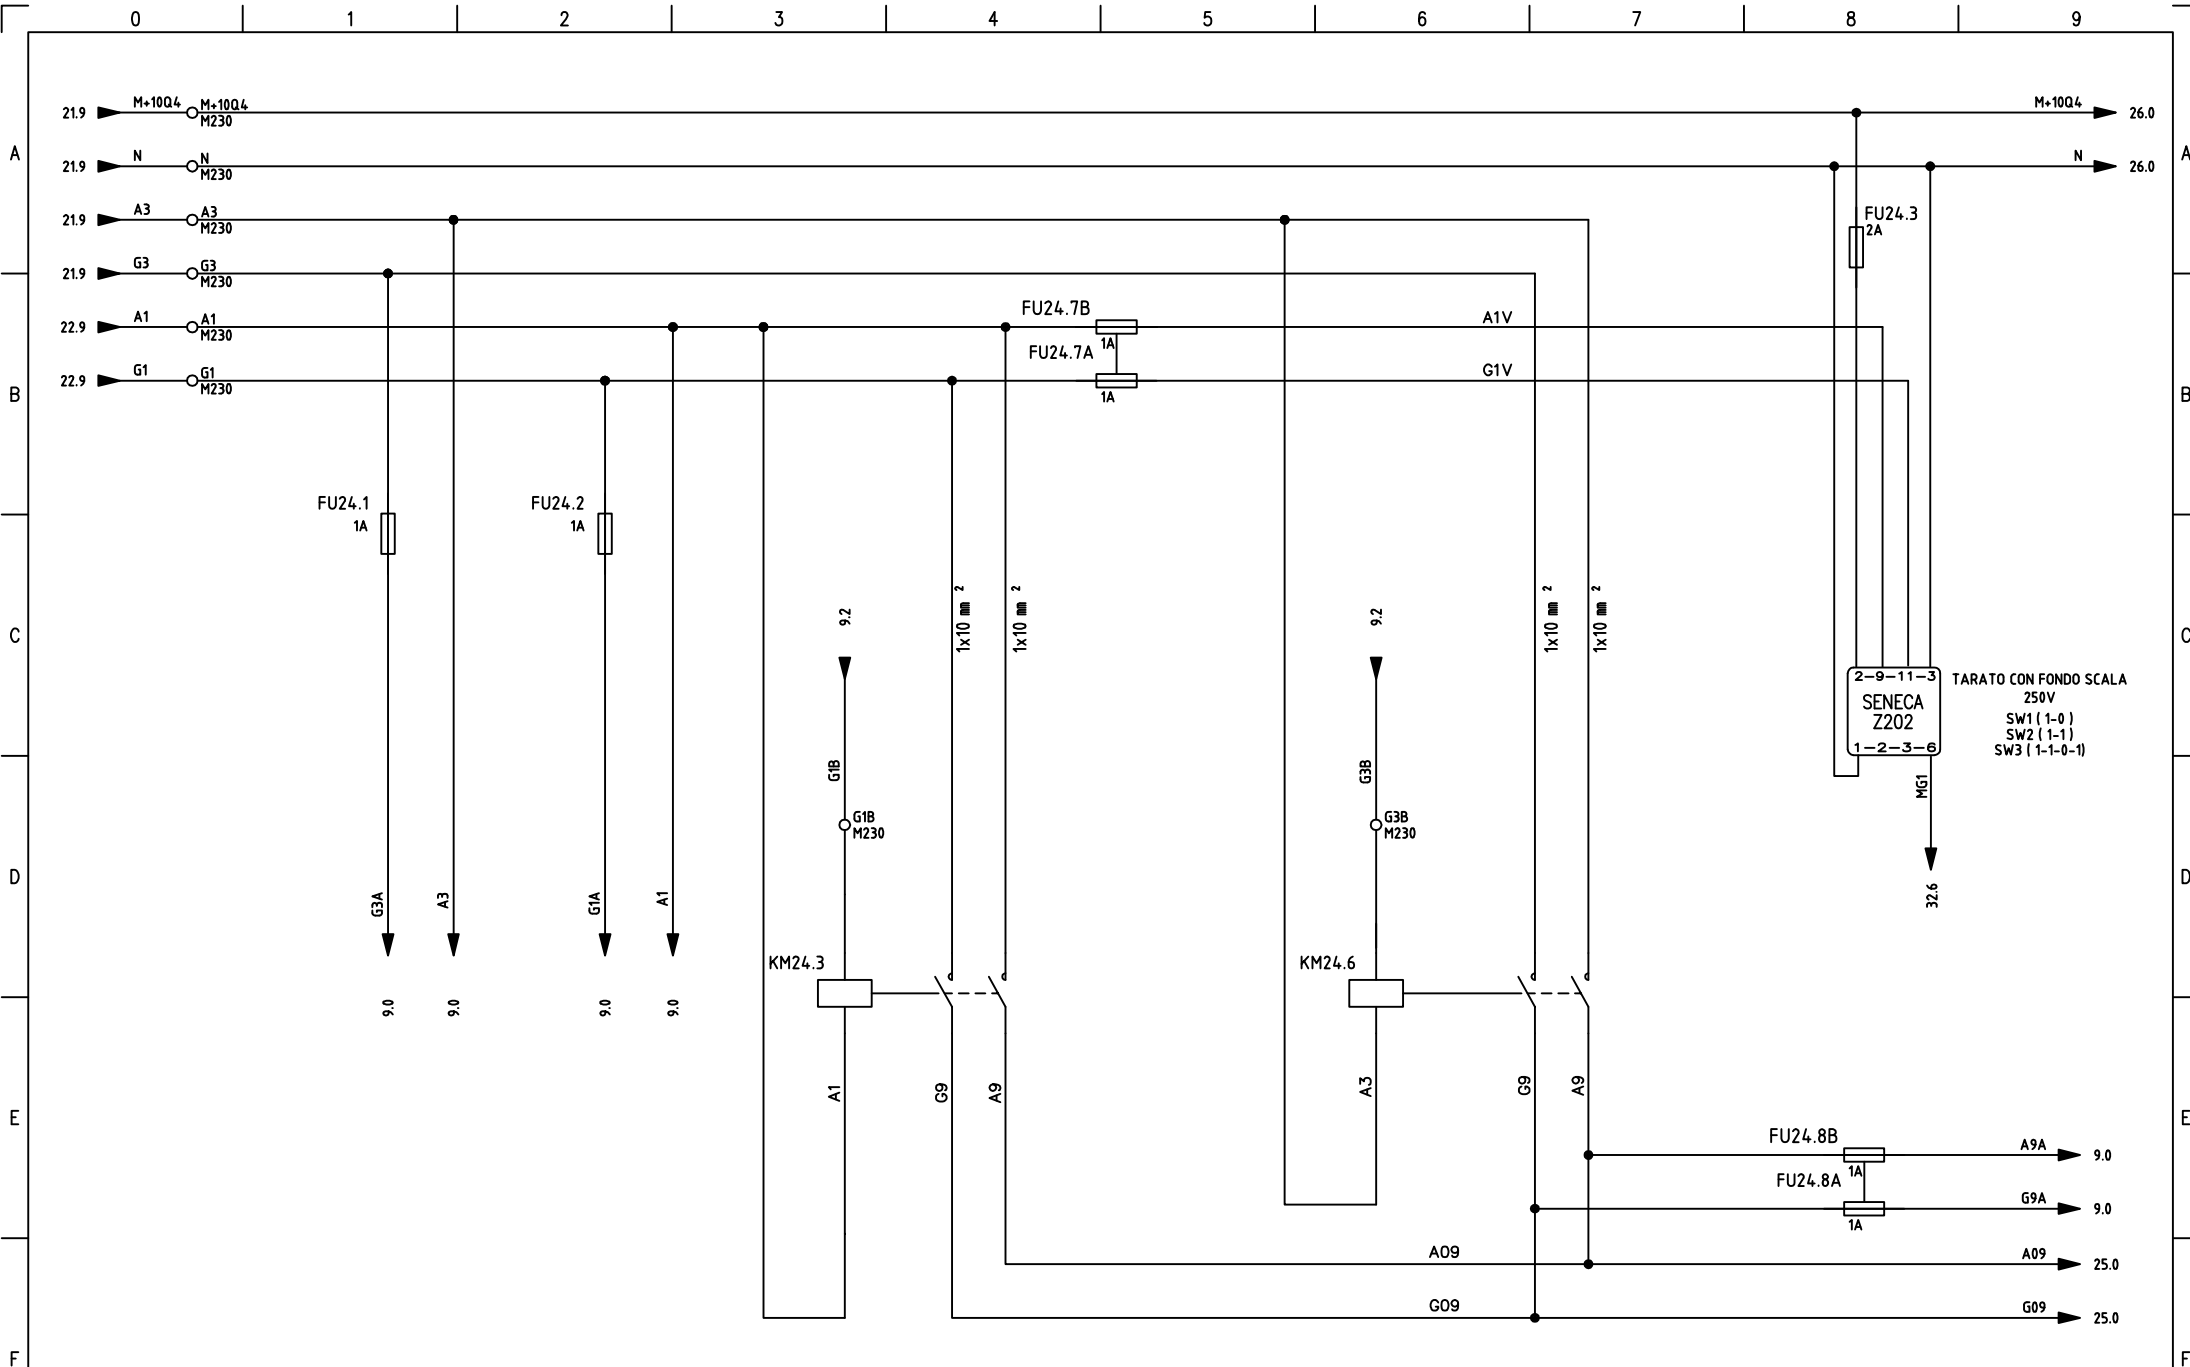 0 1 2 3 4 5 6 7 8 9
21.9 M+10Q4 M+10Q4 M+10Q4 26.0
M230
A 21.9 N N N 26.0 A
M230
21.9 A3 A3
M230
FU24.3
2A
21.9 G3 G3
M230
FU24.7B
22.9 A1 A1 A1V
M230
1A
FU24.7A
22.9 G1 G1 G1V
M230
1A
B B
FU24.1 FU24.2
1A 1A
9.2 1x10 mm 2 1x10 mm 2 9.2 1x10 mm 2 1x10 mm 2
C C
2-9-11-3
SENECA
Z202
1-2-3-6
TARATO CON FONDO SCALA
250V
SW1 ( 1-0 )
SW2 ( 1-1 )
SW3 ( 1-1-0-1)
G1B G3B MG1
G1B
M230
G3B
M230
D D
G3A A3 G1A A1 32.6
KM24.3 KM24.6
9.0 9.0 9.0 9.0
A1 G9 A9 A3 G9 A9
E E
FU24.8B
A9A 9.0
1A
FU24.8A
G9A 9.0
1A
A09 A09 25.0
G09 G09 25.0
F F